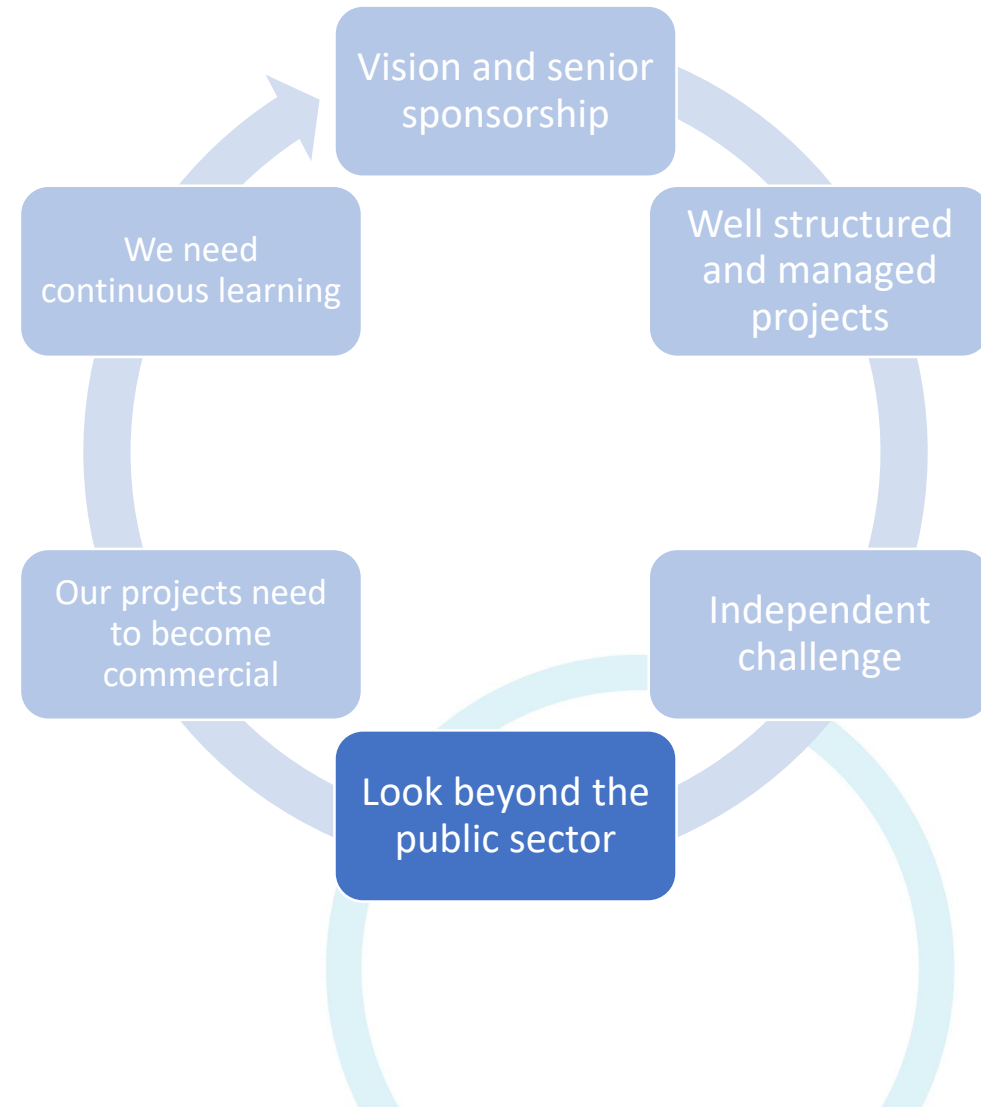 Vision and senior
sponsorship
Well structured
and managed
projects
Independent
challenge
Look beyond the
public sector
Our projects need
to become
commercial
We need
continuous learning